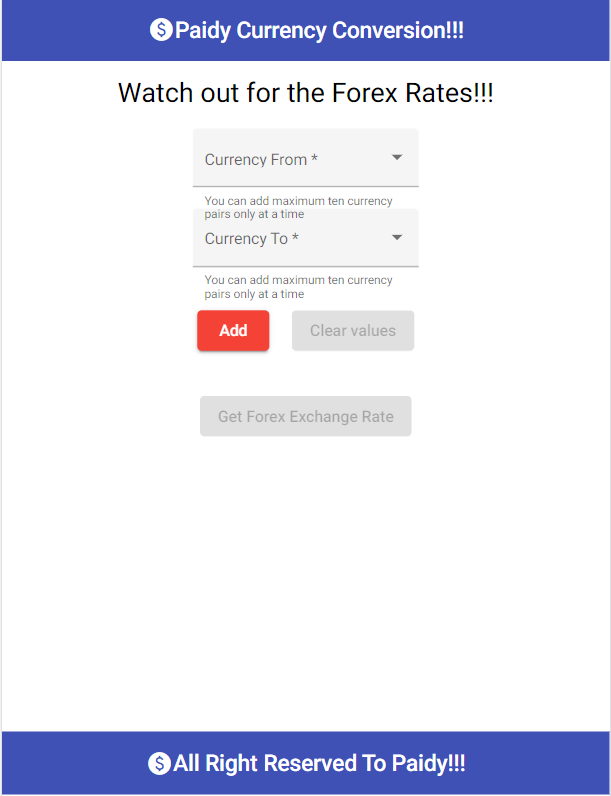 $ Paidy Currency Conversion!!!
Watch out for the Forex Rates!!!
Currency From *
You can add maximum ten currency
pairs only at a time
Currency To *
You can add maximum ten currency
pairs only at a time
Add Clear values
Get Forex Exchange Rate
$ All Right Reserved To Paidy!!!